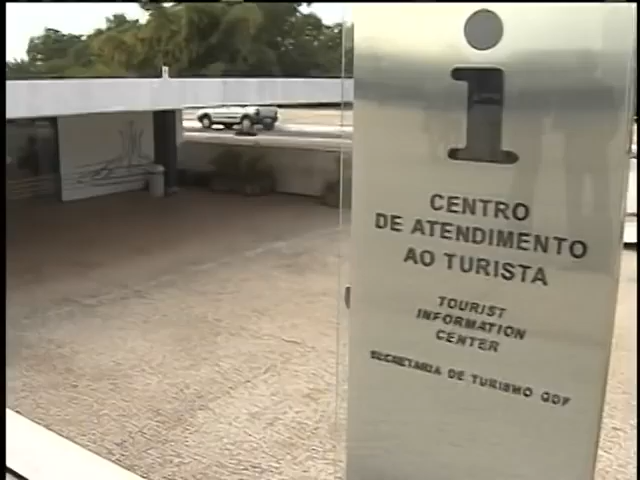 i
CENTRO
DE ATENDIMENTO
AO TURISTA
TOURIST
INFORMATION
CENTER
SECRETARIA DE TURISMO GDF